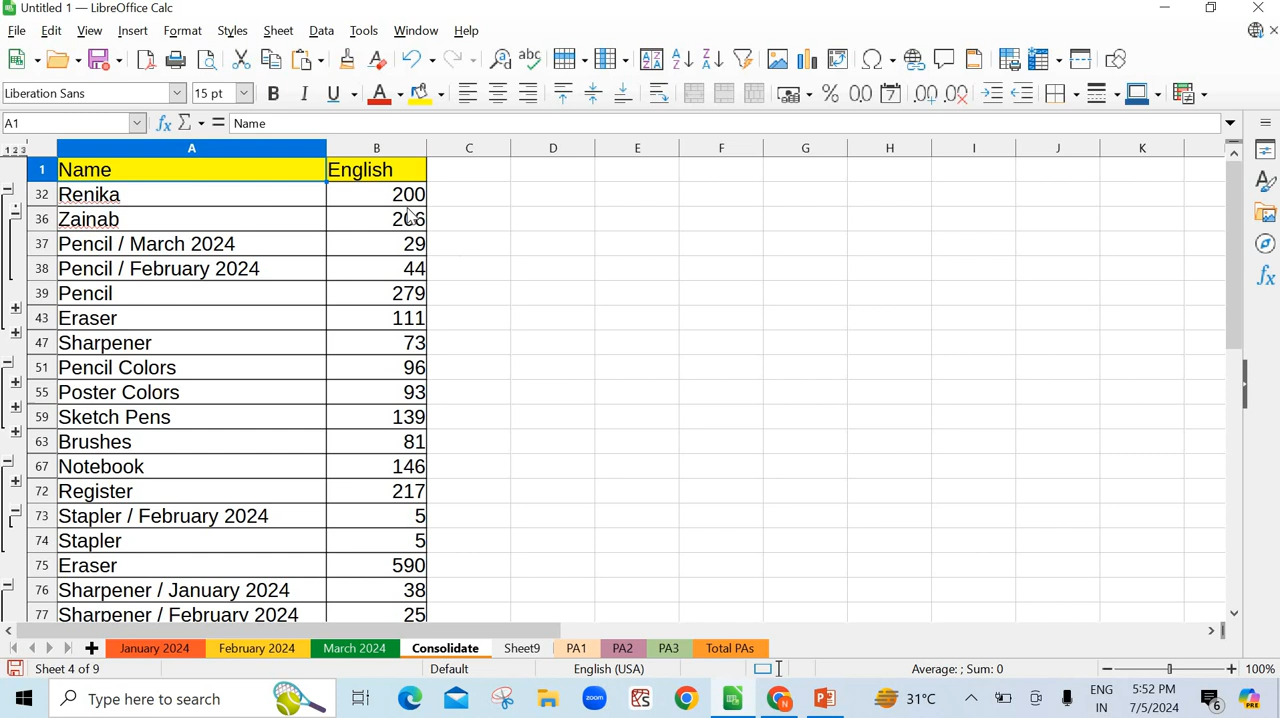 Untitled 1 — LibreOffice Calc
File Edit View Insert Format Styles Sheet Data Tools Window Help
Liberation Sans 15 pt
A1 Name
1 2 3 A B C D E F G H I J K
1 Name English
32 Renika 200
36 Zainab 206
37 Pencil / March 2024 29
38 Pencil / February 2024 44
39 Pencil 279
43 Eraser 111
47 Sharpener 73
51 Pencil Colors 96
55 Poster Colors 93
59 Sketch Pens 139
63 Brushes 81
67 Notebook 146
72 Register 217
73 Stapler / February 2024 5
74 Stapler 5
75 Eraser 590
76 Sharpener / January 2024 38
77 Sharpener / February 2024 25
January 2024 February 2024 March 2024 Consolidate Sheet9 PA1 PA2 PA3 Total PAs
Sheet 4 of 9 Default English (USA) Average: ; Sum: 0 100%
Type here to search zoom 31°C ENG IN 5:52 PM 7/5/2024 6 PRE